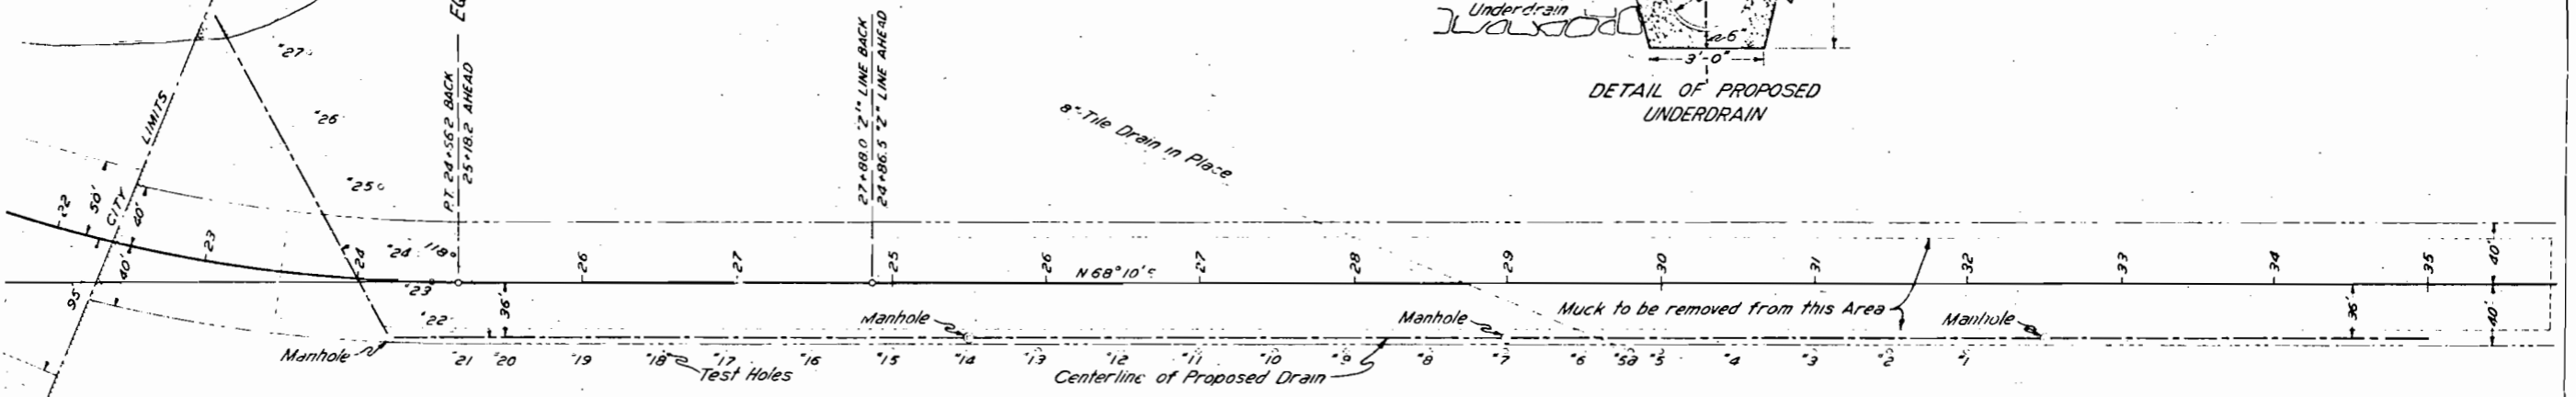 Underdrain
6"
3'-0"
DETAIL OF PROPOSED
UNDERDRAIN
"27
"26
"25
LIMITS
CITY
P.T. 24+56.2 BACK
25+18.2 AHEAD
27+88.0 "Z" LINE BACK
24+86.5 "Z" LINE AHEAD
8" Tile Drain in Place
22
50'
40'
40'
95'
23
24
"24
118
"23
"22
26
27
25
26
N 68°10'E
27
28
29
30
31
32
33
34
35
40'
40'
36'
36'
Muck to be removed from this Area
Manhole
Manhole
Manhole
Manhole
"21
"20
"19
"18
"17
"16
"15
"14
"13
"12
"11
"10
"9
"8
"7
"6
"5a
"5
"4
"3
"2
"1
Test Holes
Centerline of Proposed Drain